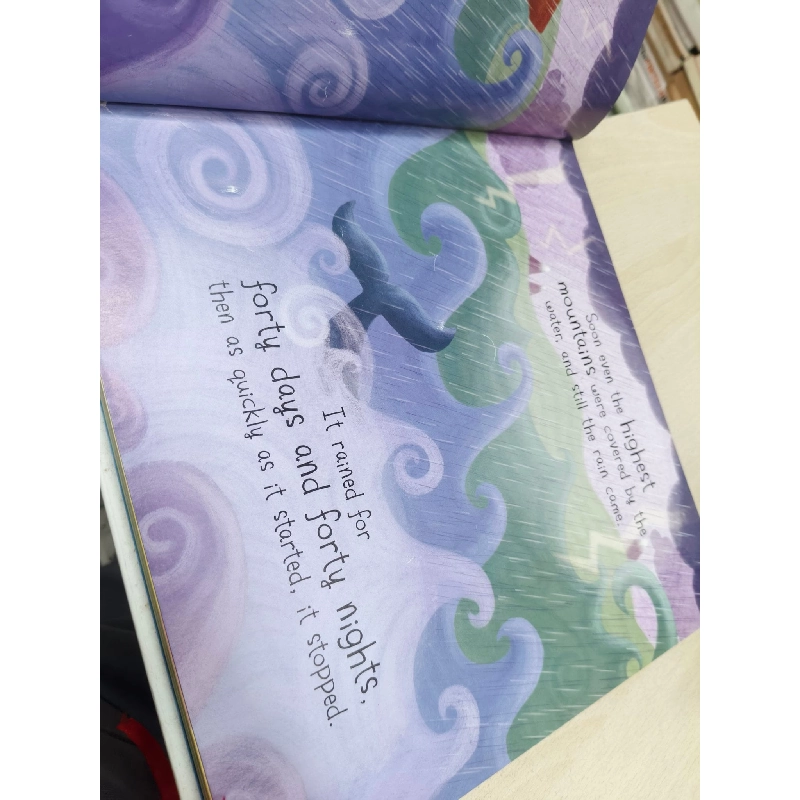 Soon even the highest
mountains were covered by the
water, and still the rain came.
It rained for
forty days and forty nights,
then as quickly as it started, it stopped.